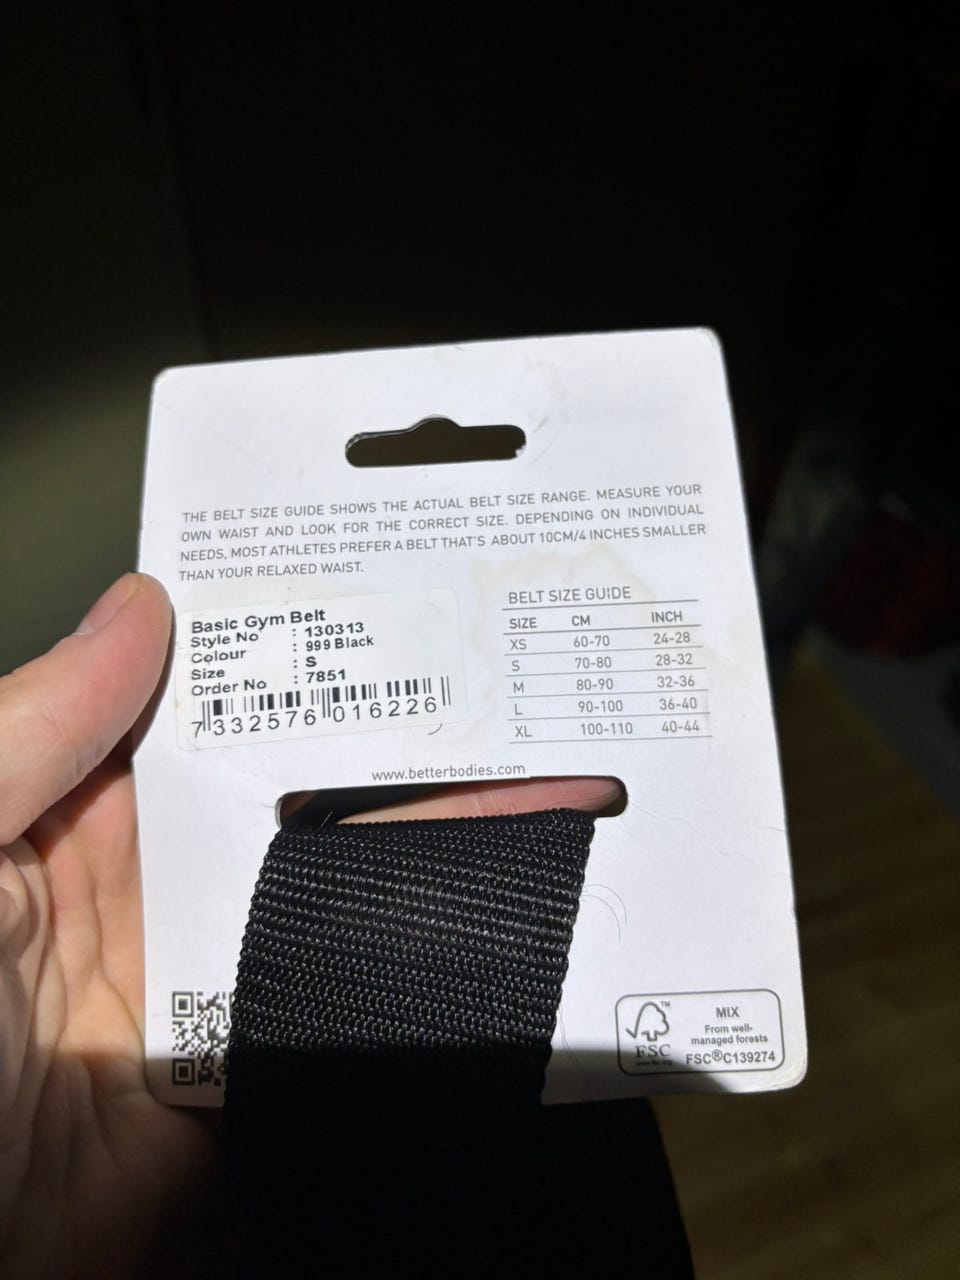 THE BELT SIZE GUIDE SHOWS THE ACTUAL BELT SIZE RANGE. MEASURE YOUR
OWN WAIST AND LOOK FOR THE CORRECT SIZE. DEPENDING ON INDIVIDUAL
NEEDS, MOST ATHLETES PREFER A BELT THAT'S ABOUT 10CM/4 INCHES SMALLER
THAN YOUR RELAXED WAIST.
Basic Gym Belt
Style No : 130313
Colour : 999 Black
Size : S
Order No : 7851
7 332576 016226
BELT SIZE GUIDE
SIZE CM INCH
XS 60-70 24-28
S 70-80 28-32
M 80-90 32-36
L 90-100 36-40
XL 100-110 40-44
www.betterbodies.com
FSC™
www.fsc.org
MIX
From well-
managed forests
FSC®C139274